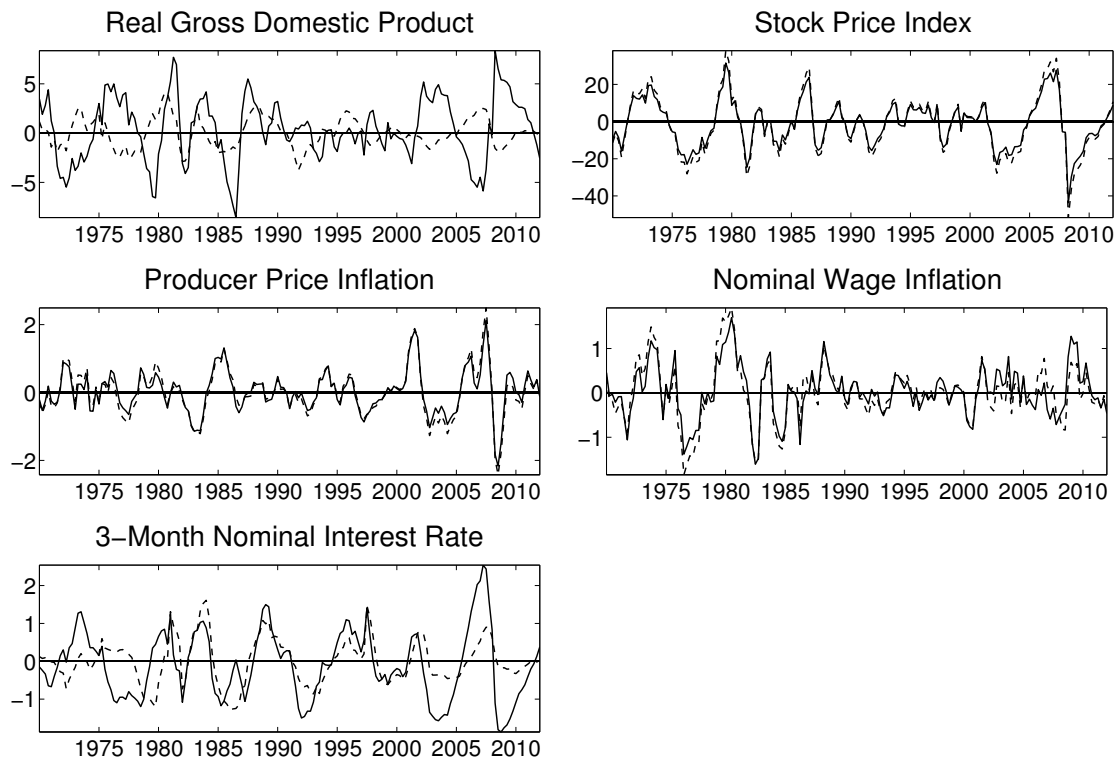 Real Gross Domestic Product
5
0
−5
1975 1980 1985 1990 1995 2000 2005 2010
Stock Price Index
20
0
−20
−40
1975 1980 1985 1990 1995 2000 2005 2010
Producer Price Inflation
2
0
−2
1975 1980 1985 1990 1995 2000 2005 2010
Nominal Wage Inflation
1
0
−1
1975 1980 1985 1990 1995 2000 2005 2010
3−Month Nominal Interest Rate
2
1
0
−1
1975 1980 1985 1990 1995 2000 2005 2010